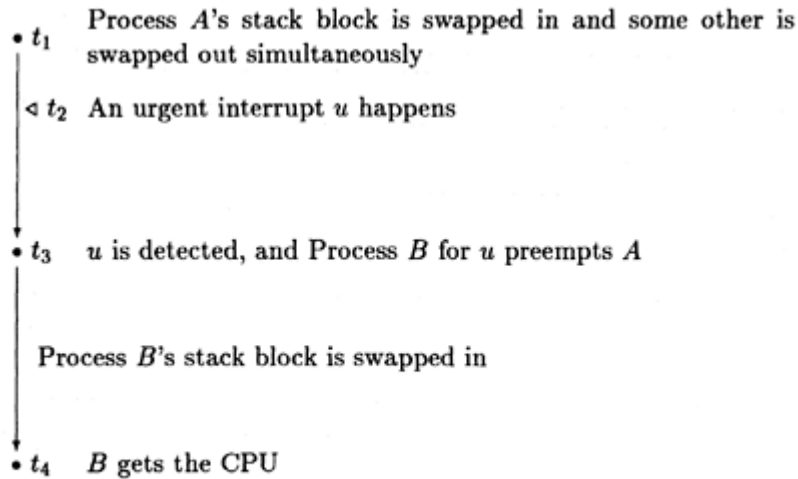 • t₁ Process A's stack block is swapped in and some other is
swapped out simultaneously
◃ t₂ An urgent interrupt u happens
• t₃ u is detected, and Process B for u preempts A
Process B's stack block is swapped in
• t₄ B gets the CPU